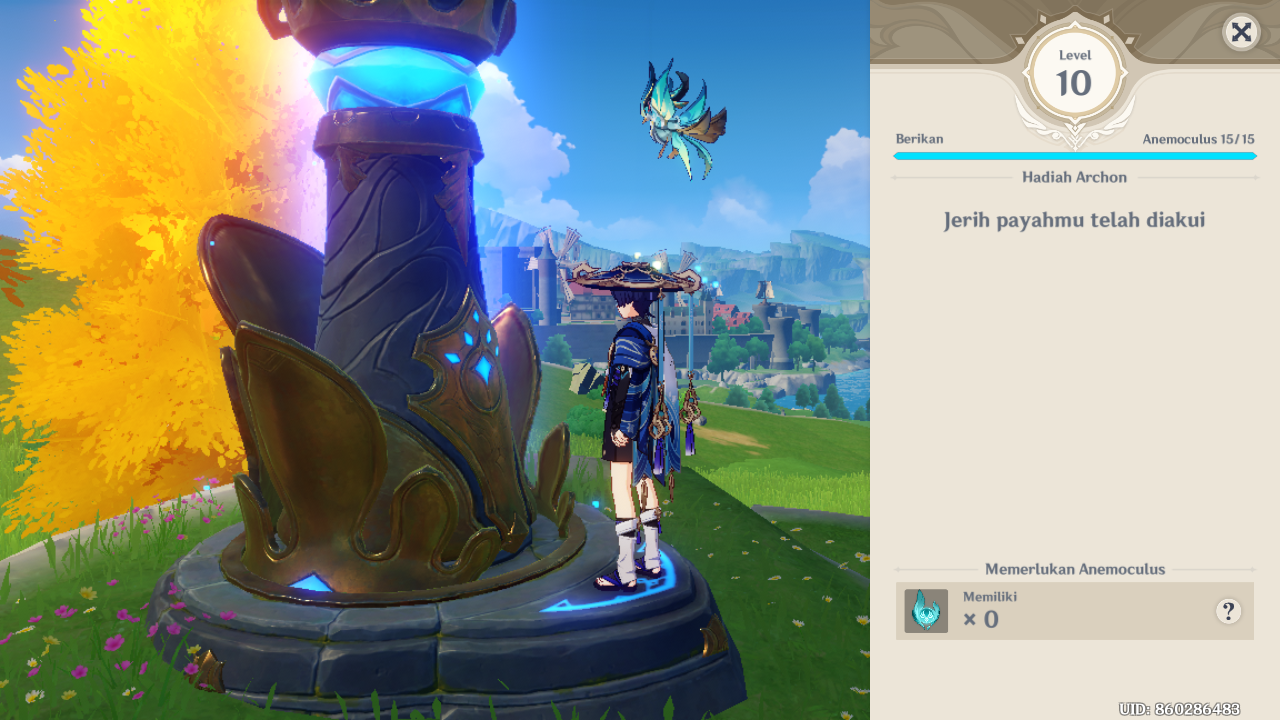 Level
10
Berikan
Anemoculus 15/15
Hadiah Archon
Jerih payahmu telah diakui
Memerlukan Anemoculus
Memiliki
× 0
?
UID: 860286483